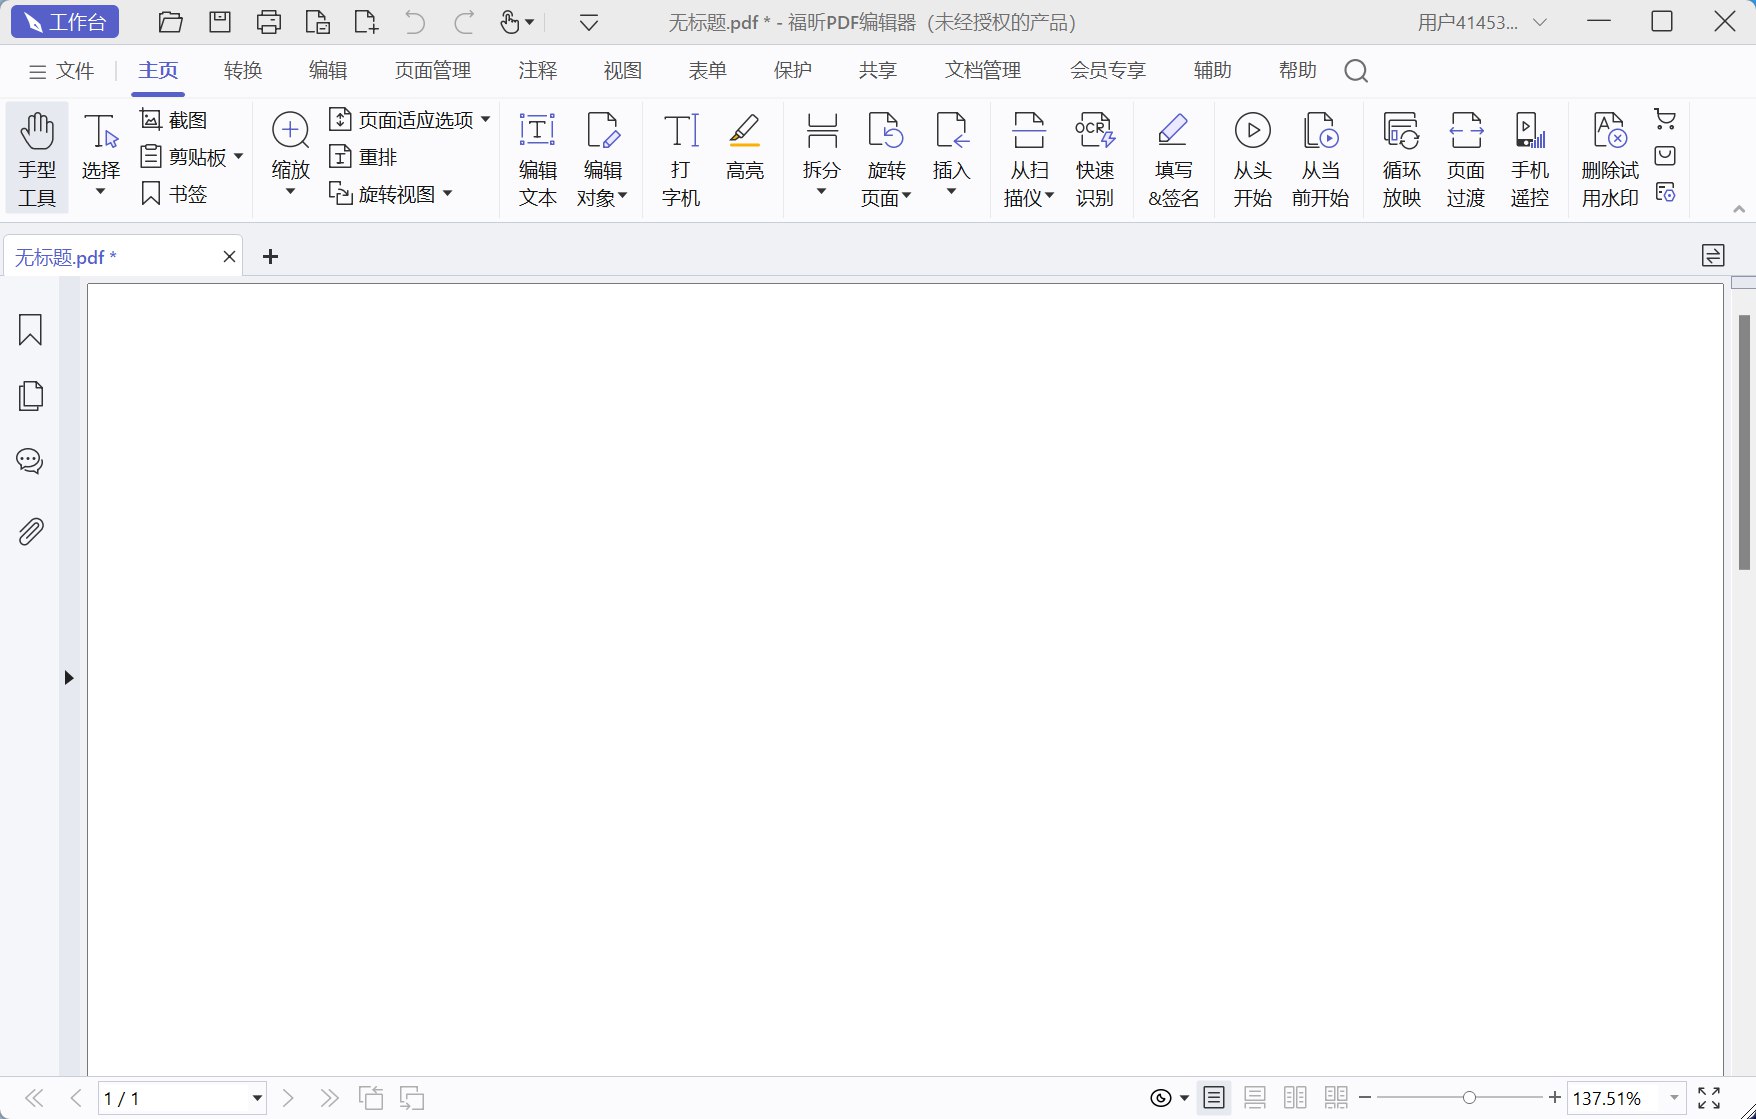 工作台
无标题.pdf * - 福昕PDF编辑器（未经授权的产品）
用户41453...
文件 主页 转换 编辑 页面管理 注释 视图 表单 保护 共享 文档管理 会员专享 辅助 帮助
手型
工具
选择
截图
剪贴板
书签
缩放
页面适应选项
重排
旋转视图
编辑
文本
编辑
对象
打
字机
高亮
拆分
旋转
页面
插入
从扫
描仪
OCR
快速
识别
填写
&签名
从头
开始
从当
前开始
循环
放映
页面
过渡
手机
遥控
删除试
用水印
无标题.pdf *
1 / 1
137.51%